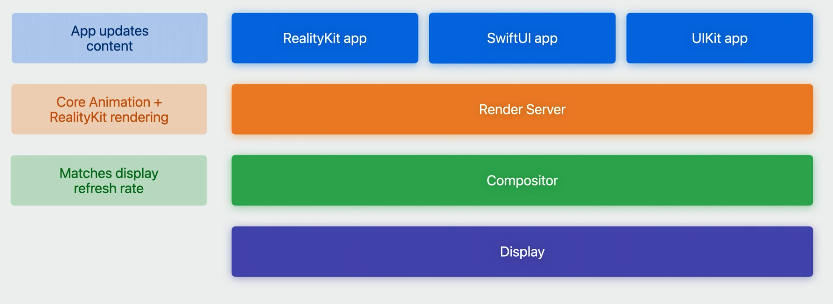 App updates
content
RealityKit app
SwiftUI app
UIKit app
Core Animation +
RealityKit rendering
Render Server
Matches display
refresh rate
Compositor
Display